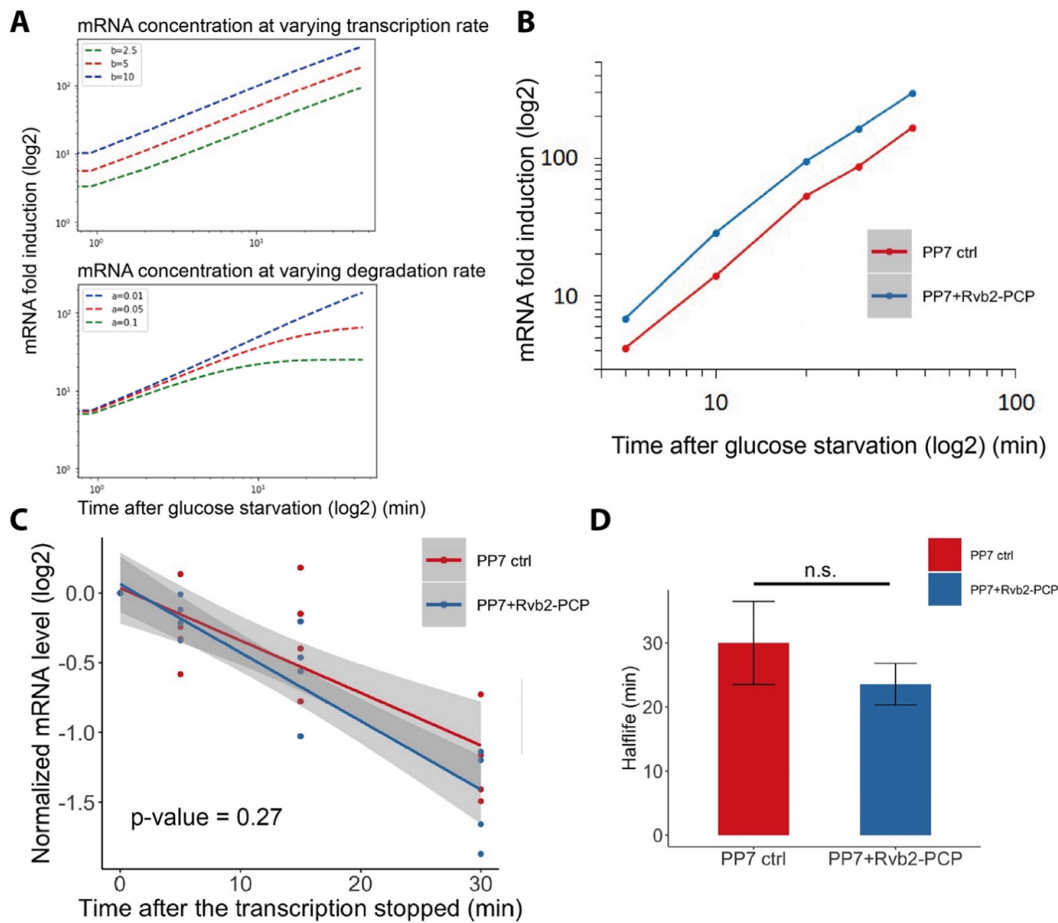 A
mRNA concentration at varying transcription rate
b=2.5
b=5
b=10
10²
10¹
10⁰
10⁰
10¹
mRNA fold induction (log2)
mRNA concentration at varying degradation rate
a=0.01
a=0.05
a=0.1
10²
10¹
10⁰
10⁰
10¹
Time after glucose starvation (log2) (min)
B
mRNA fold induction (log2)
100
10
PP7 ctrl
PP7+Rvb2-PCP
10
100
Time after glucose starvation (log2) (min)
C
Normalized mRNA level (log2)
0.0
-0.5
-1.0
-1.5
PP7 ctrl
PP7+Rvb2-PCP
p-value = 0.27
0
10
20
30
Time after the transcription stopped (min)
D
PP7 ctrl
PP7+Rvb2-PCP
n.s.
Halflife (min)
30
20
10
0
PP7 ctrl
PP7+Rvb2-PCP